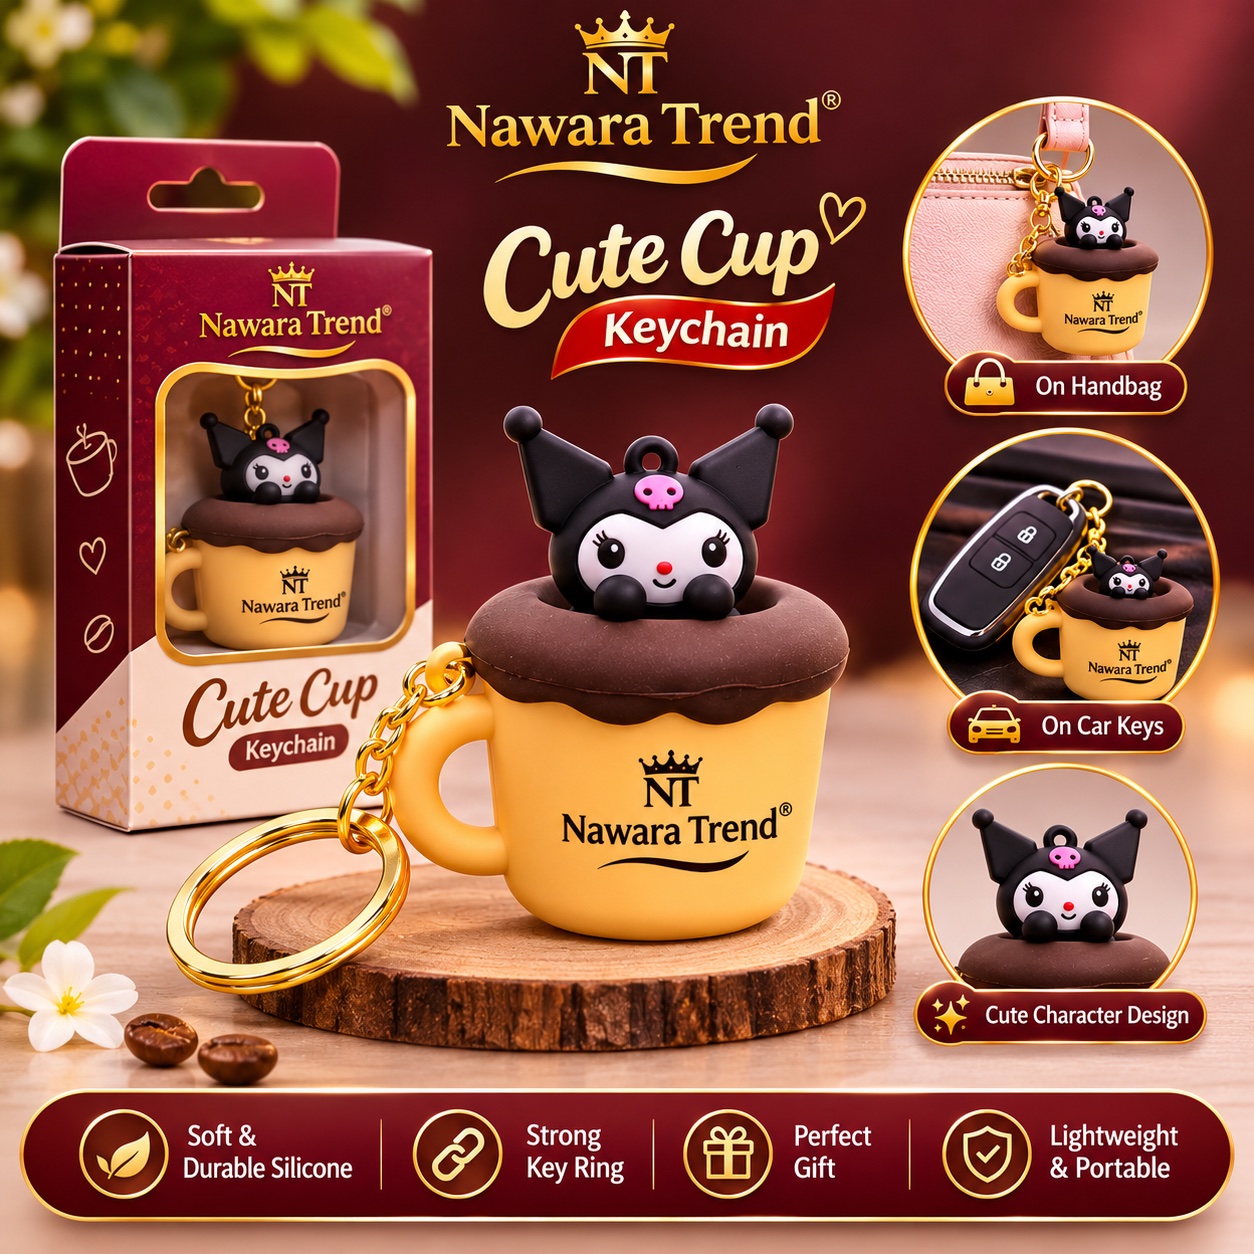 NT
Nawara Trend®
Cute Cup
Keychain
NT
Nawara Trend®
NT
Nawara Trend®
Cute Cup
Keychain
NT
Nawara Trend®
NT
Nawara Trend®
On Handbag
NT
Nawara Trend®
On Car Keys
Cute Character Design
Soft &
Durable Silicone
Strong
Key Ring
Perfect
Gift
Lightweight
& Portable